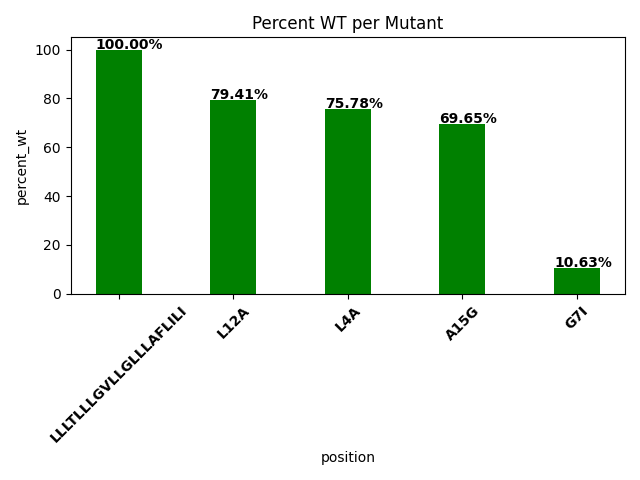 Percent WT per Mutant
percent_wt
100
80
60
40
20
0
100.00%
79.41%
75.78%
69.65%
10.63%
LLLTLLLGVLLGLLLAFLILI
L12A
L4A
A15G
G7I
position